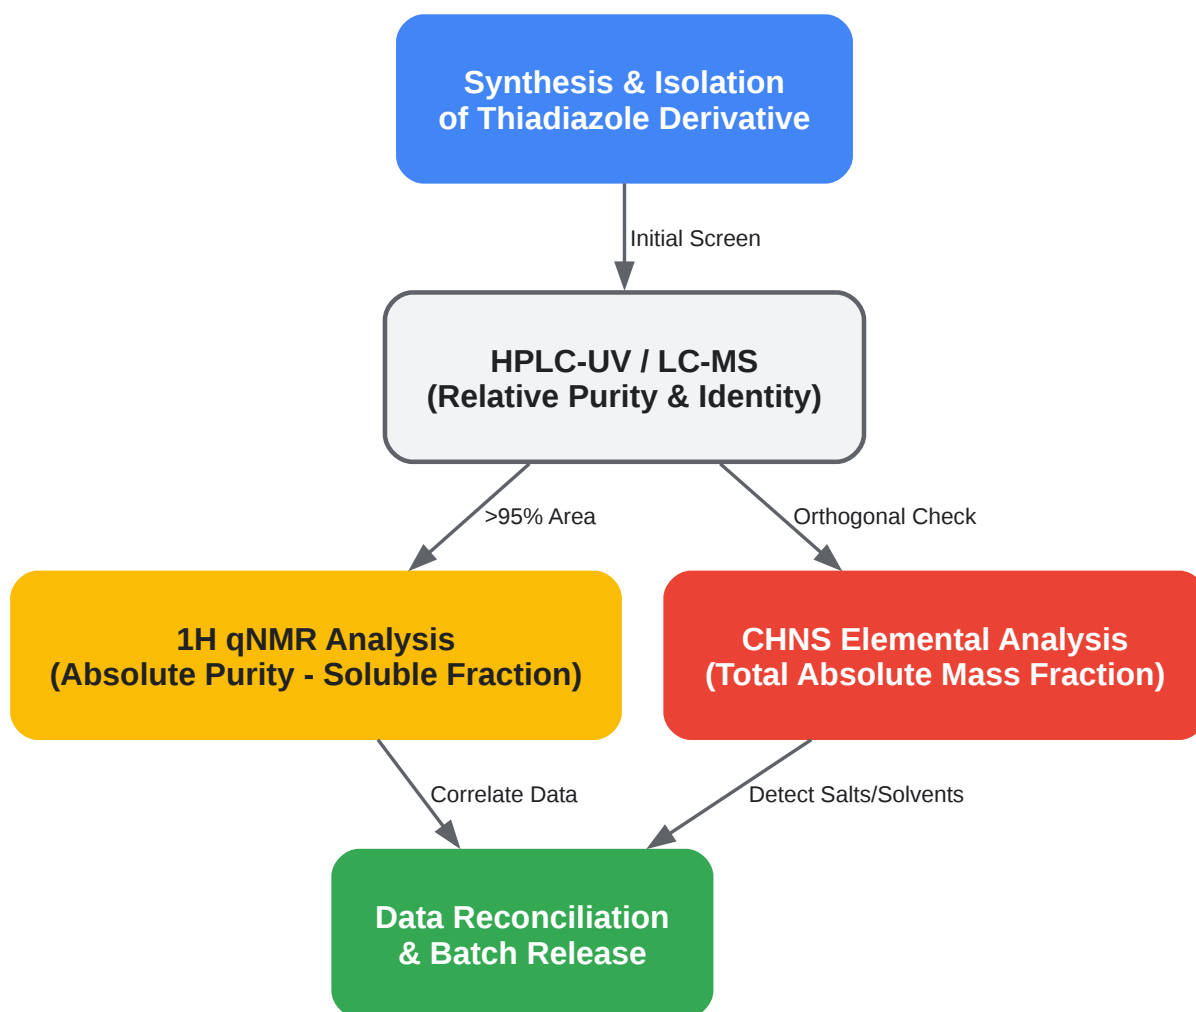 Synthesis & Isolation
of Thiadiazole Derivative
Initial Screen
HPLC-UV / LC-MS
(Relative Purity & Identity)
>95% Area
Orthogonal Check
1H qNMR Analysis
(Absolute Purity - Soluble Fraction)
CHNS Elemental Analysis
(Total Absolute Mass Fraction)
Correlate Data
Detect Salts/Solvents
Data Reconciliation
& Batch Release